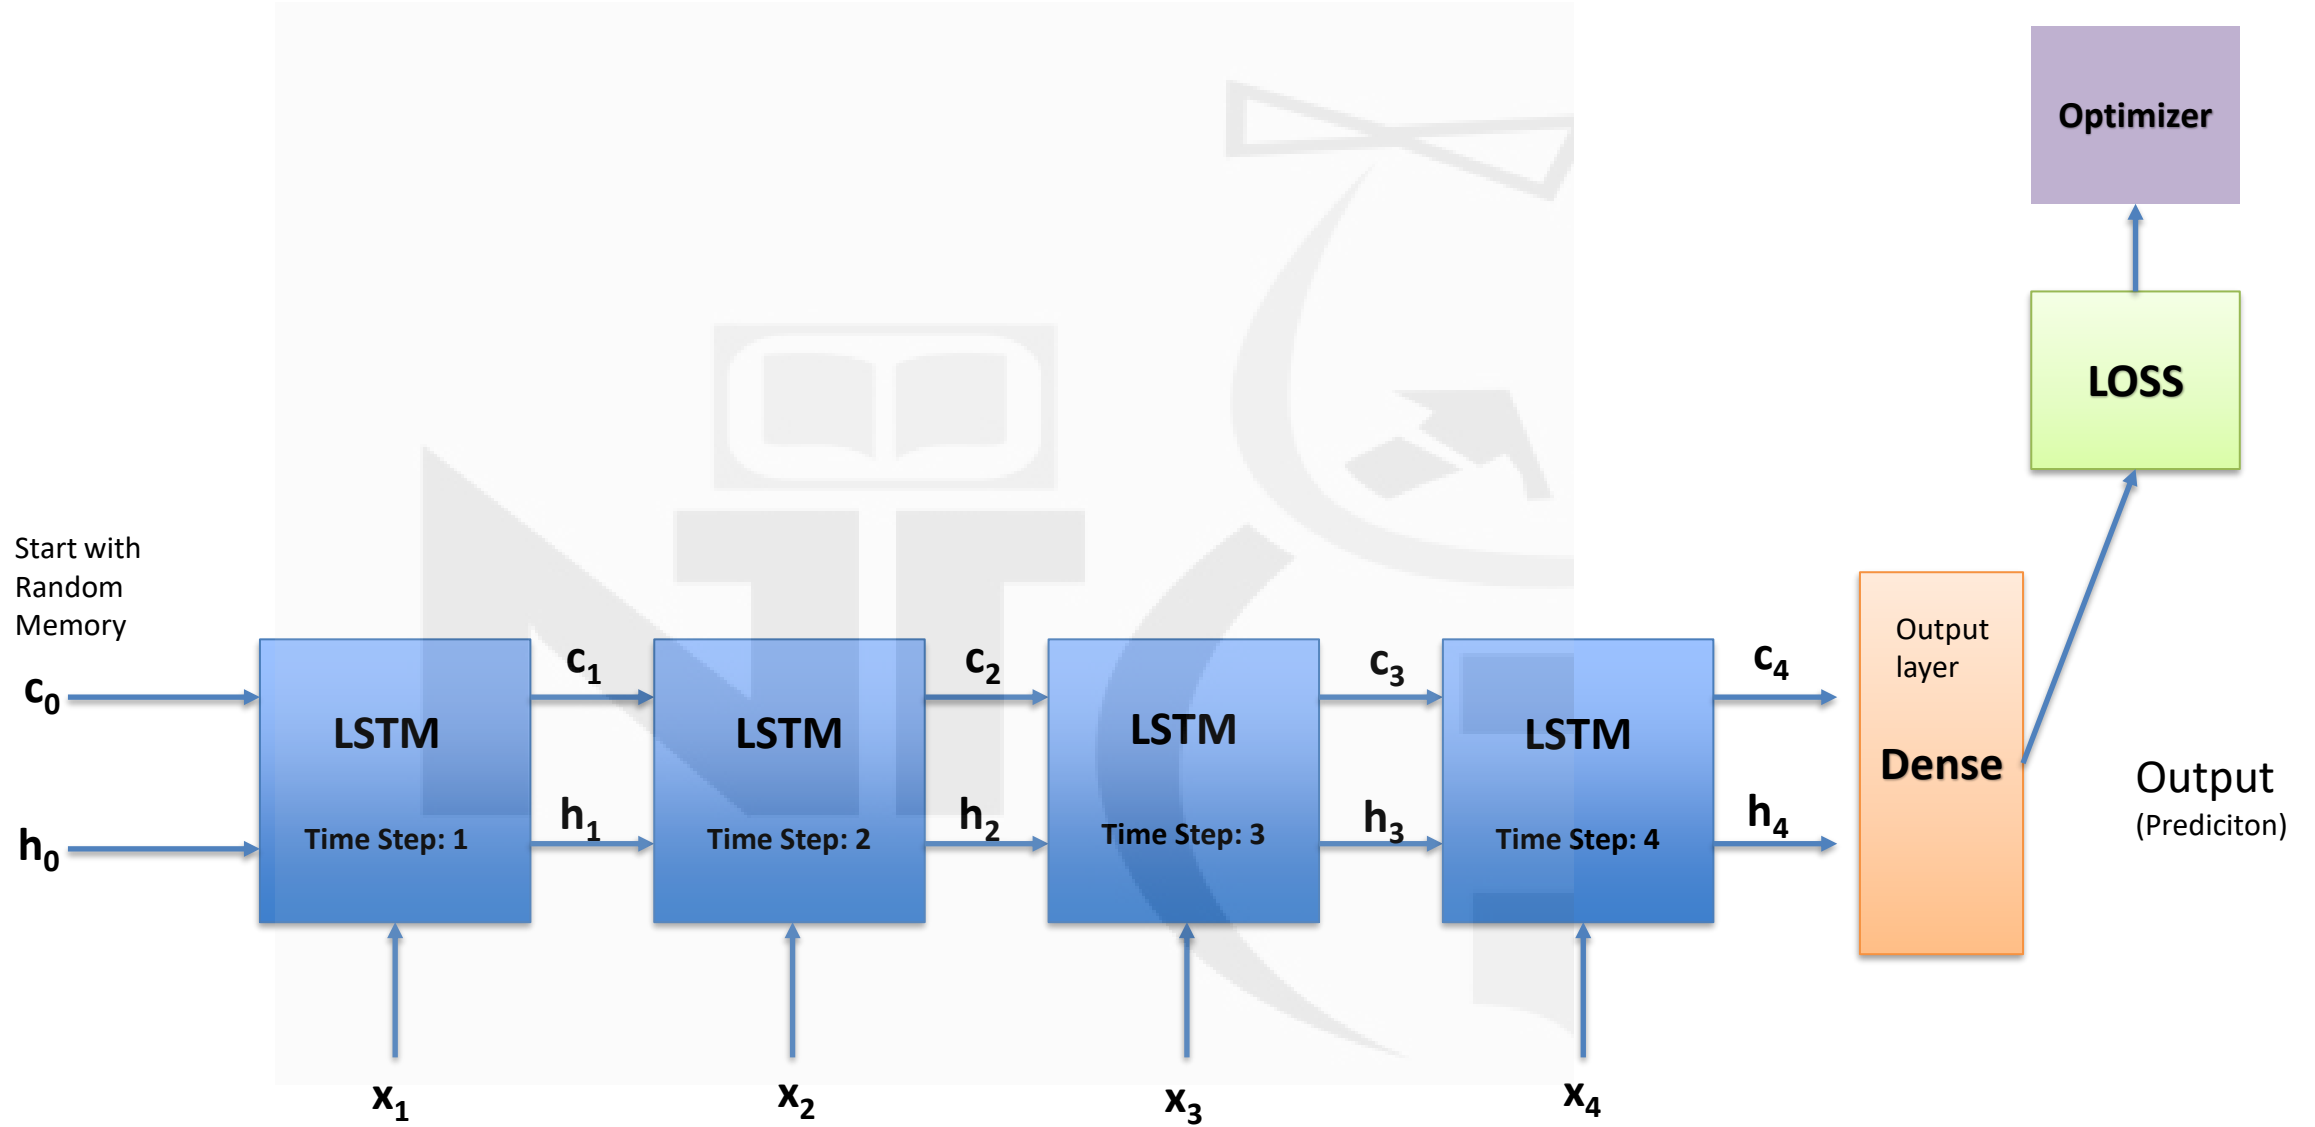 Optimizer
LOSS
Start with
Random
Memory
Output
layer
c₀
c₁
c₂
c₃
c₄
LSTM
LSTM
LSTM
LSTM
Dense
Output
(Prediciton)
h₀
h₁
h₂
h₃
h₄
Time Step: 1
Time Step: 2
Time Step: 3
Time Step: 4
x₁
x₂
x₃
x₄